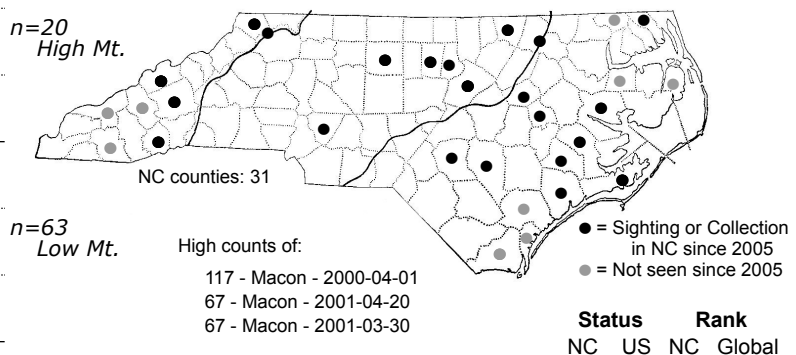 n=20
High Mt.
NC counties: 31
n=63
Low Mt.
High counts of:
117 - Macon - 2000-04-01
67 - Macon - 2001-04-20
67 - Macon - 2001-03-30
= Sighting or Collection
in NC since 2005
= Not seen since 2005
Status Rank
NC US NC Global